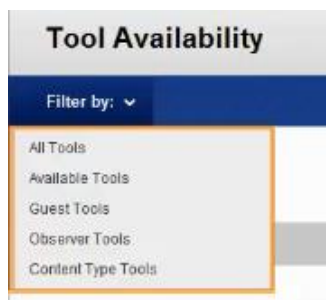 Tool Availability
Filter by:
All Tools
Available Tools
Guest Tools
Observer Tools
Content Type Tools